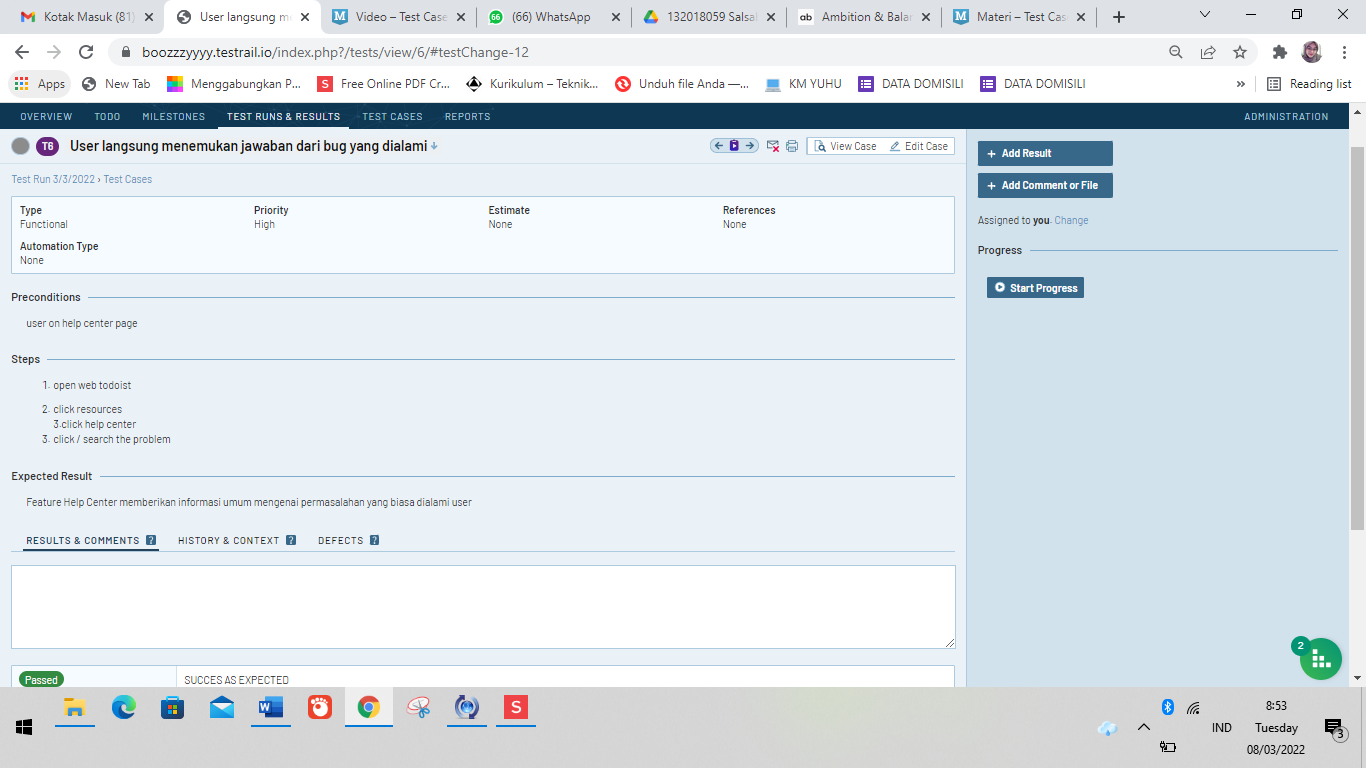 Kotak Masuk (81)
User langsung m
Video – Test Case
(66) WhatsApp
132018059 Salsa
Ambition & Bala
Materi – Test Cas
boozzzyyyy.testrail.io/index.php?/tests/view/6/#testChange-12
Apps
New Tab
Menggabungkan P...
Free Online PDF Cr...
Kurikulum – Teknik...
Unduh file Anda —...
KM YUHU
DATA DOMISILI
DATA DOMISILI
»
Reading list
OVERVIEW
TODO
MILESTONES
TEST RUNS & RESULTS
TEST CASES
REPORTS
ADMINISTRATION
T6
User langsung menemukan jawaban dari bug yang dialami
View Case
Edit Case
Test Run 3/3/2022 › Test Cases
Type
Functional
Priority
High
Estimate
None
References
None
Automation Type
None
Preconditions
user on help center page
Steps
1. open web todoist
2. click resources
3.click help center
3. click / search the problem
Expected Result
Feature Help Center memberikan informasi umum mengenai permasalahan yang biasa dialami user
RESULTS & COMMENTS ?
HISTORY & CONTEXT ?
DEFECTS ?
Passed
SUCCES AS EXPECTED
+ Add Result
+ Add Comment or File
Assigned to you. Change
Progress
Start Progress
2
IND
8:53
Tuesday
08/03/2022
3